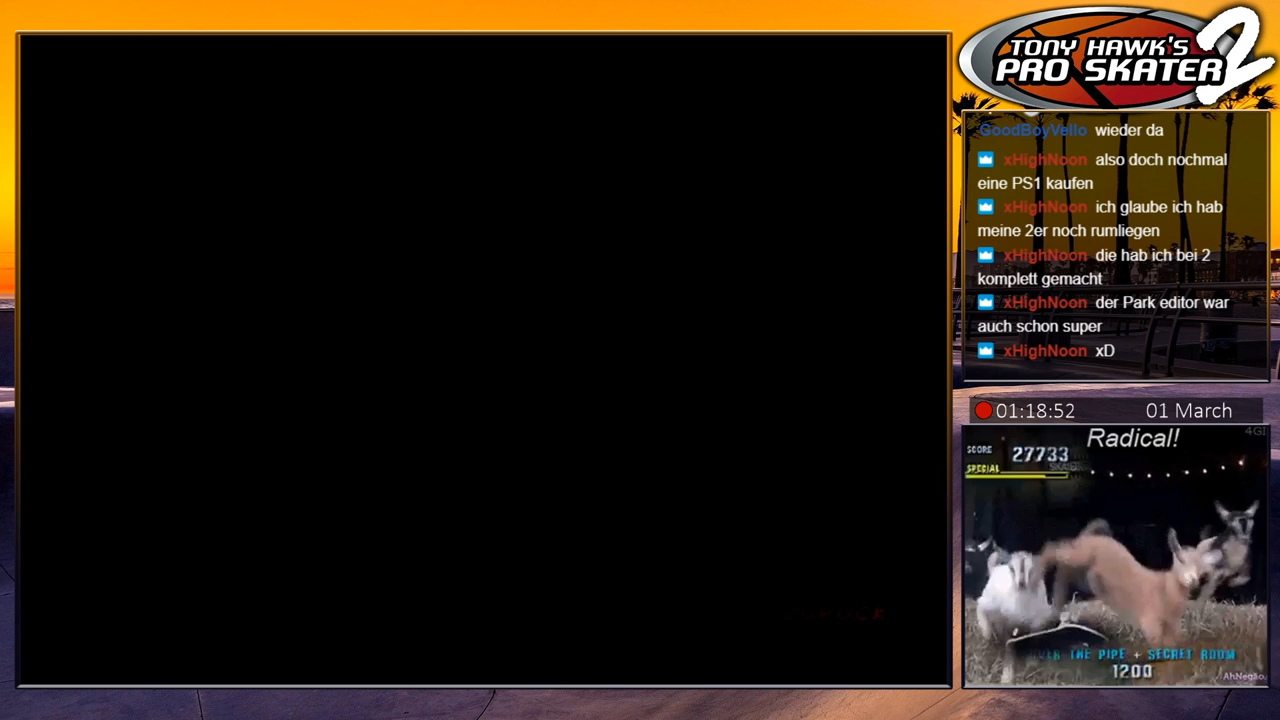 TONY HAWK'S
PRO SKATER 2
GoodBoyVello wieder da
xHighNoon also doch nochmal
eine PS1 kaufen
xHighNoon ich glaube ich hab
meine 2er noch rumliegen
xHighNoon die hab ich bei 2
komplett gemacht
xHighNoon der Park editor war
auch schon super
xHighNoon xD
01:18:52 01 March
Radical!
SCORE 27733
SPECIAL
OVER THE PIPE + SECRET ROOM
1200
AhNegão